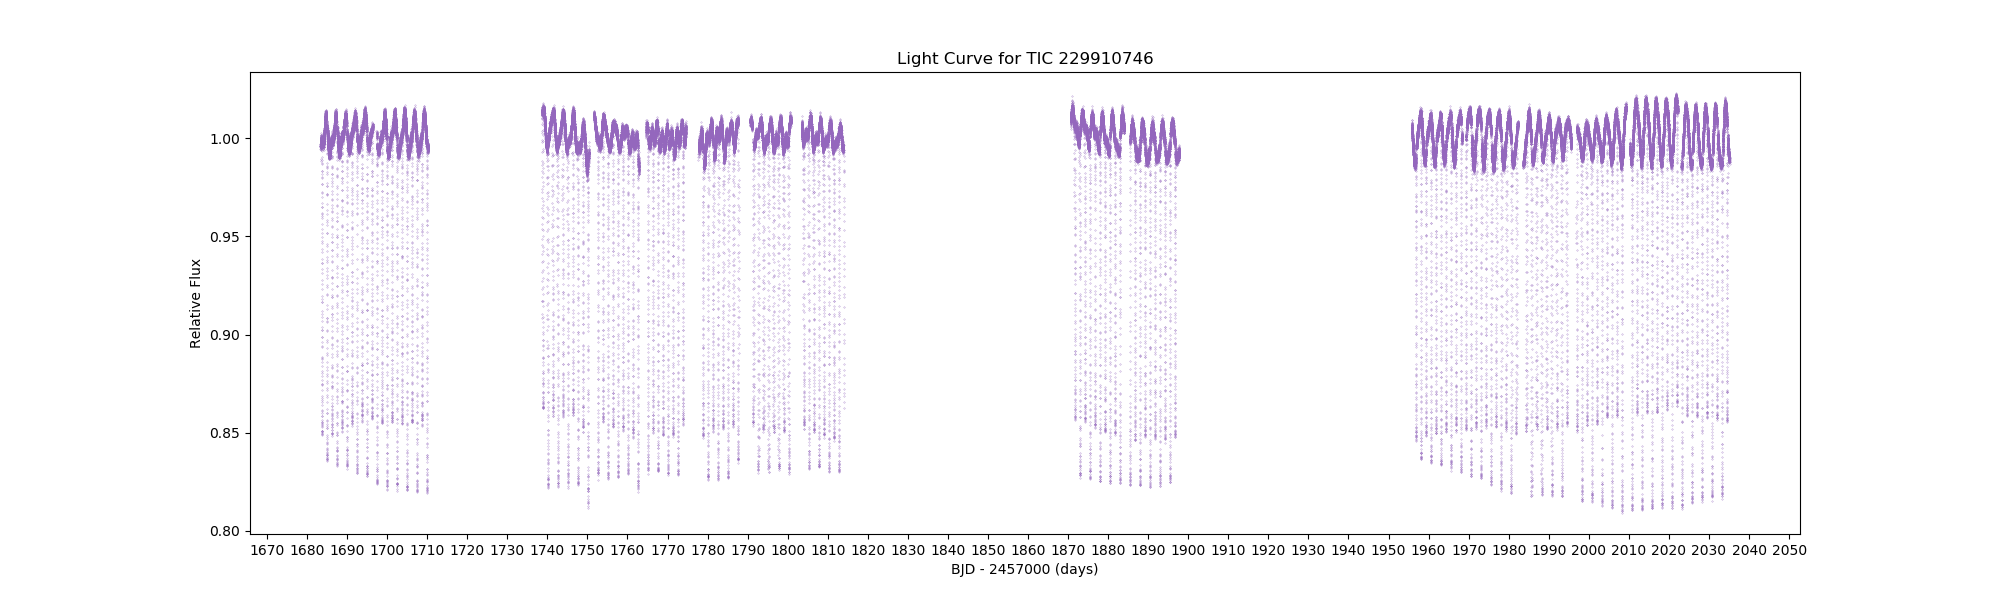 Light Curve for TIC 229910746
Relative Flux
1.00
0.95
0.90
0.85
0.80
1670 1680 1690 1700 1710 1720 1730 1740 1750 1760 1770 1780 1790 1800 1810 1820 1830 1840 1850 1860 1870 1880 1890 1900 1910 1920 1930 1940 1950 1960 1970 1980 1990 2000 2010 2020 2030 2040 2050
BJD - 2457000 (days)